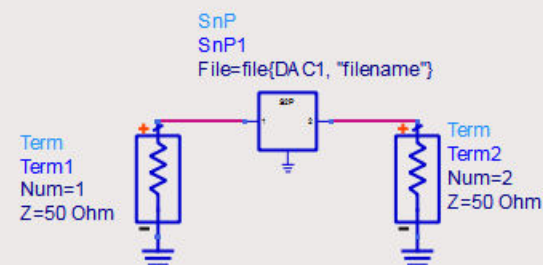 SnP
SnP1
File=file{DAC1, "filename"}
S2P
1
2
Term
Term1
Num=1
Z=50 Ohm
Term
Term2
Num=2
Z=50 Ohm